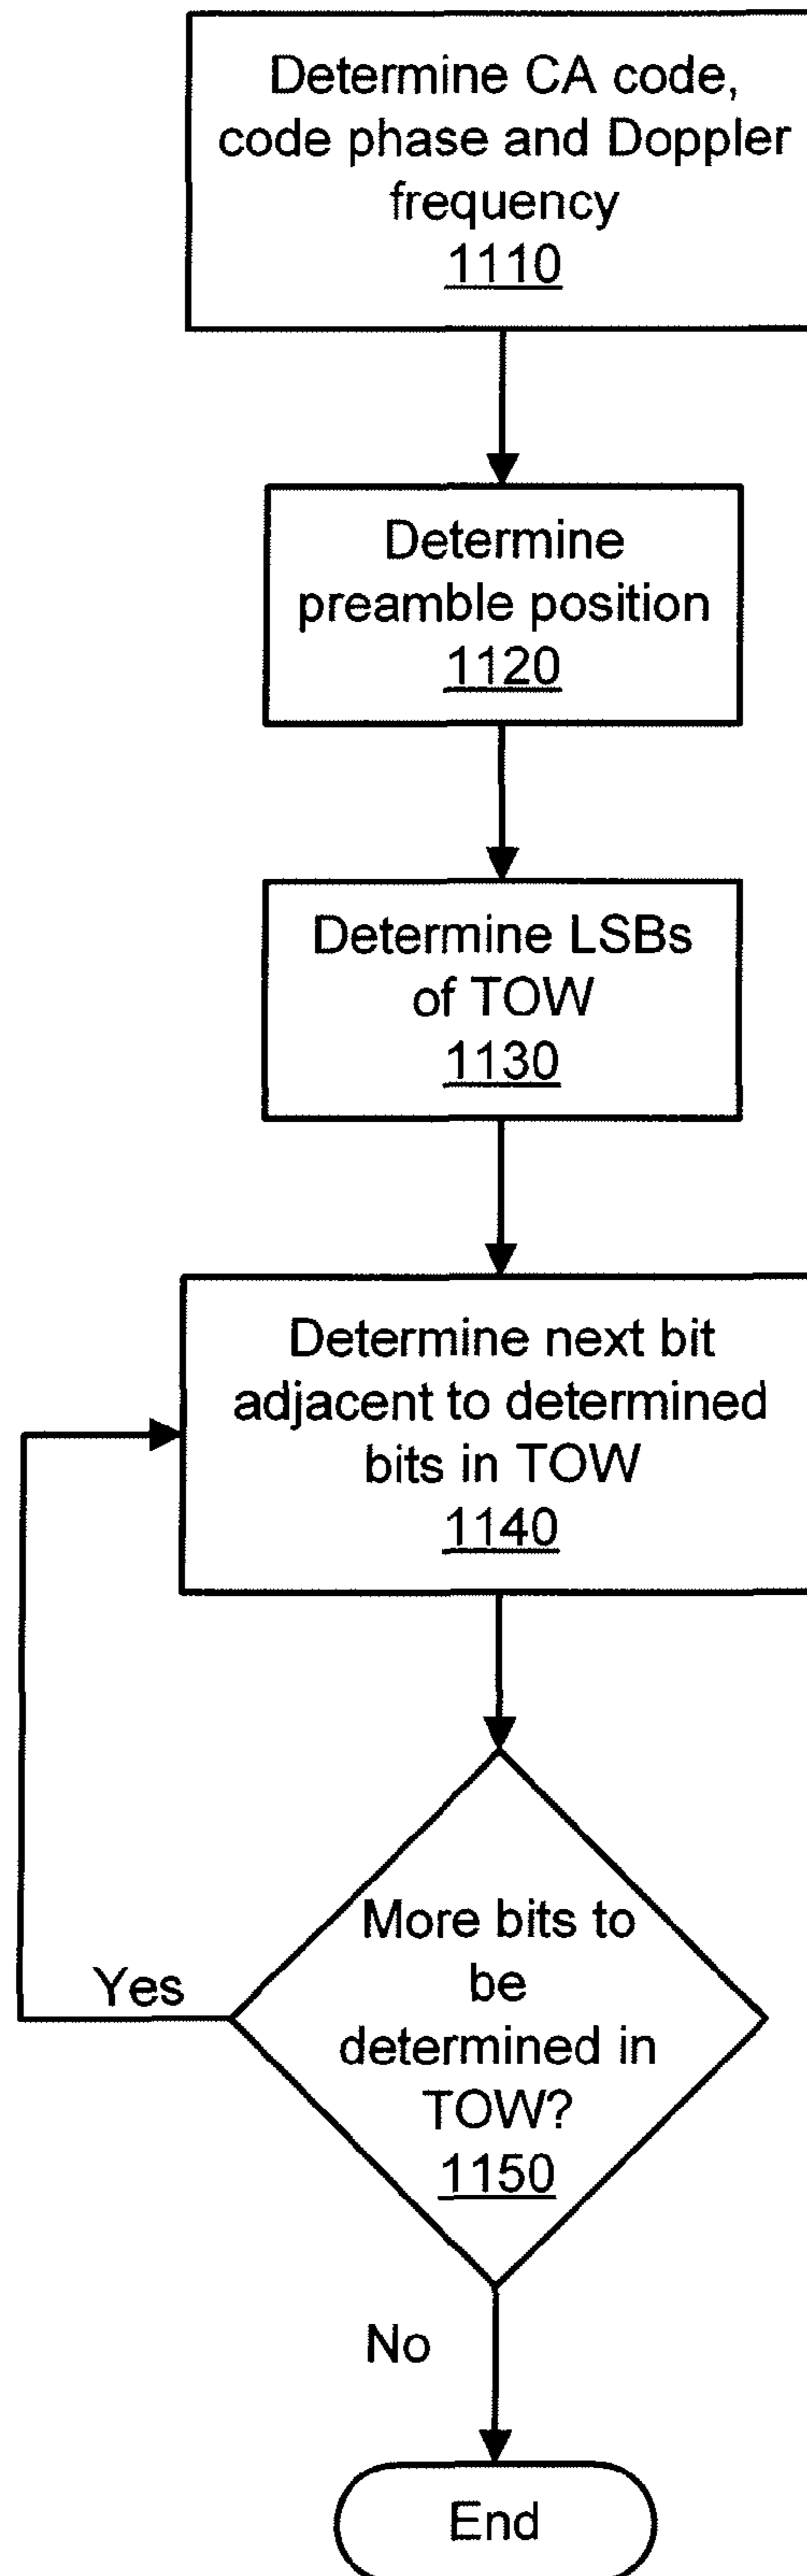 Determine CA code,
code phase and Doppler
frequency
1110
Determine
preamble position
1120
Determine LSBs
of TOW
1130
Determine next bit
adjacent to determined
bits in TOW
1140
More bits to
be
determined in
TOW?
1150
Yes
No
End